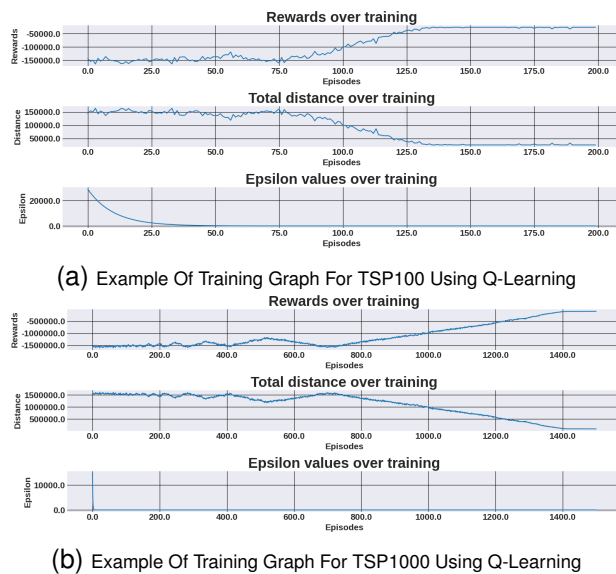 Rewards over training
Rewards
-50000.0
-100000.0
-150000.0
0.0 25.0 50.0 75.0 100.0 125.0 150.0 175.0 200.0
Episodes
Total distance over training
Distance
150000.0
100000.0
50000.0
0.0 25.0 50.0 75.0 100.0 125.0 150.0 175.0 200.0
Episodes
Epsilon values over training
Epsilon
20000.0
0.0
0.0 25.0 50.0 75.0 100.0 125.0 150.0 175.0 200.0
Episodes
(a) Example Of Training Graph For TSP100 Using Q-Learning
Rewards over training
Rewards
-500000.0
-1000000.0
-1500000.0
0.0 200.0 400.0 600.0 800.0 1000.0 1200.0 1400.0
Episodes
Total distance over training
Distance
1500000.0
1000000.0
500000.0
0.0 200.0 400.0 600.0 800.0 1000.0 1200.0 1400.0
Episodes
Epsilon values over training
Epsilon
10000.0
0.0
0.0 200.0 400.0 600.0 800.0 1000.0 1200.0 1400.0
Episodes
(b) Example Of Training Graph For TSP1000 Using Q-Learning